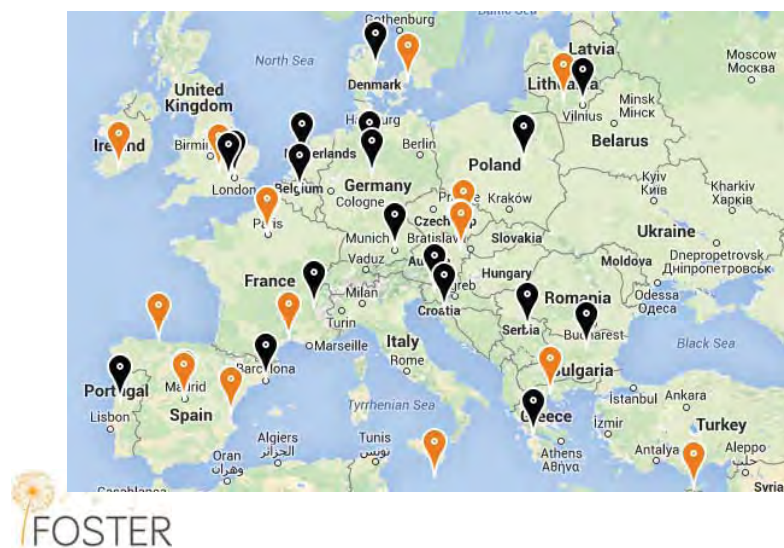 Gothenburg
North Sea
Latvia
Moscow
Москва
Denmark
Lithuania
United
Kingdom
Vilnius
Minsk
Мінск
Hamburg
Ireland
Birmin
Netherlands
Berlin
Belarus
London
Belgium
Germany
Poland
Cologne
Kyiv
Київ
Kharkiv
Харків
Paris
Kraków
Munich
Bratislava
Slovakia
Ukraine
Vaduz
Dnepropetrovsk
Дніпропетровськ
France
Hungary
Moldova
Milan
Croatia
Romania
Odessa
Одеса
Turin
Serbia
Bucharest
Marseille
Italy
Black Sea
Barcelona
Rome
Bulgaria
Portugal
Madrid
İstanbul
Ankara
Lisbon
Spain
Tyrrhenian Sea
Greece
İzmir
Turkey
Algiers
الجزائر
Tunis
تونس
Athens
Αθήνα
Antalya
Aleppo
حلب
Oran
وهران
Syria
FOSTER